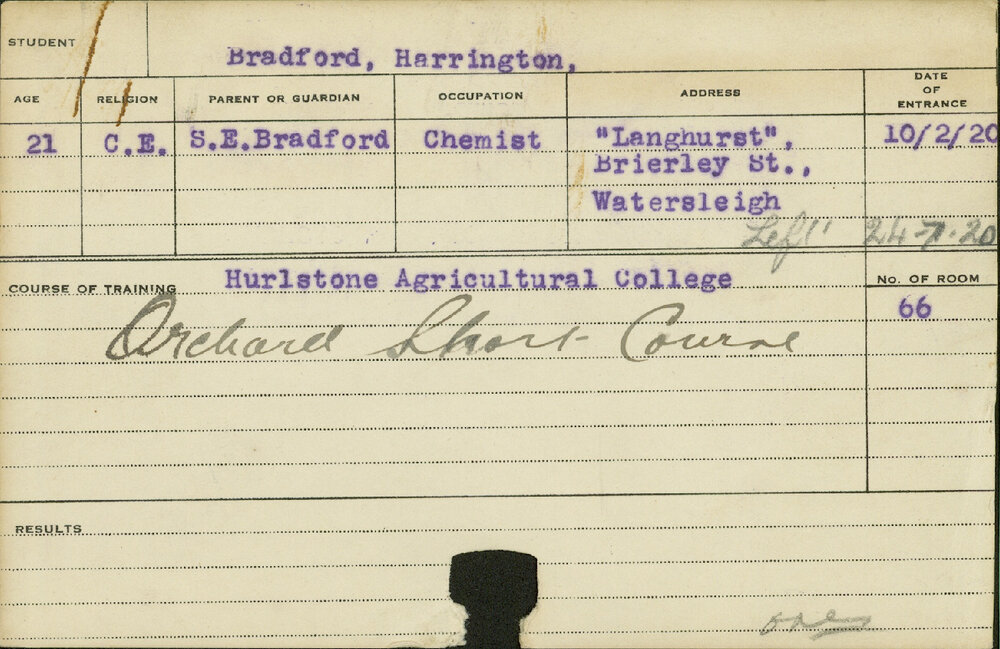 STUDENT
Bradford, Harrington,
AGE RELIGION PARENT OR GUARDIAN OCCUPATION ADDRESS DATE OF ENTRANCE
21 C.E. S.E.Bradford Chemist "Langhurst", 10/2/20
Brierley St.,
Watersleigh
Left 24-7-20
COURSE OF TRAINING Hurlstone Agricultural College No. OF ROOM
66
Orchard Short Course
RESULTS